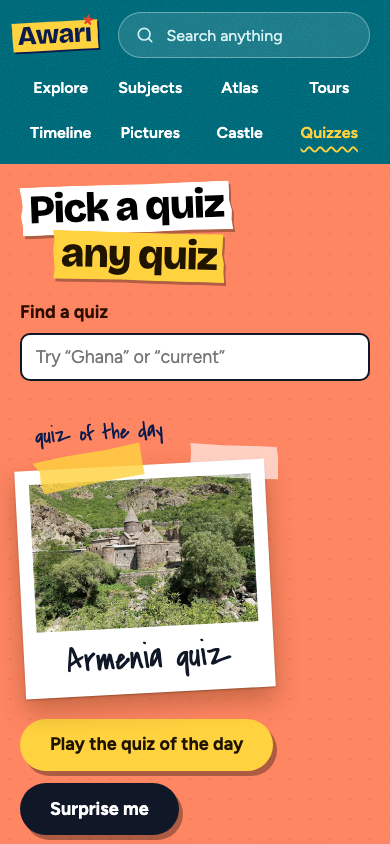 Awari
Search anything
Explore Subjects Atlas Tours
Timeline Pictures Castle Quizzes
Pick a quiz
any quiz
Find a quiz
Try “Ghana” or “current”
quiz of the day
Armenia quiz
Play the quiz of the day
Surprise me